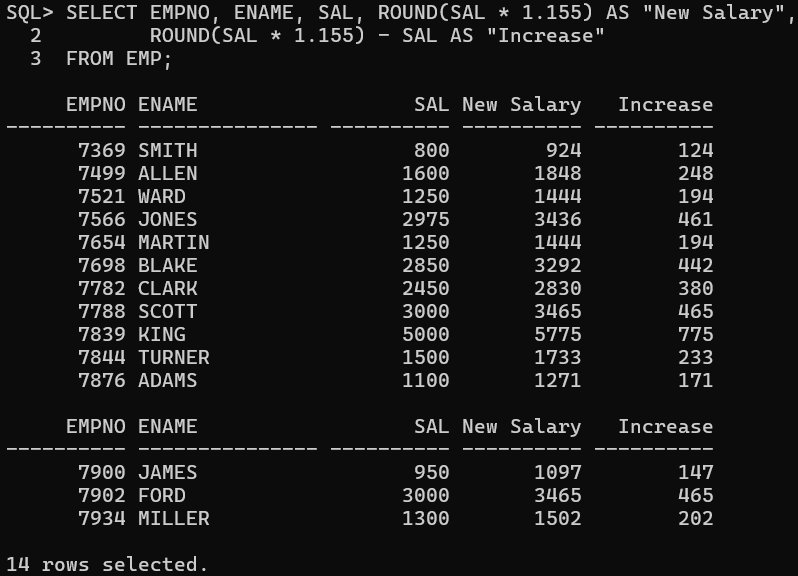 SQL> SELECT EMPNO, ENAME, SAL, ROUND(SAL * 1.155) AS "New Salary",
  2         ROUND(SAL * 1.155) - SAL AS "Increase"
  3  FROM EMP;

     EMPNO ENAME                  SAL New Salary   Increase
---------- --------------- ---------- ---------- ----------
      7369 SMITH                  800        924        124
      7499 ALLEN                 1600       1848        248
      7521 WARD                  1250       1444        194
      7566 JONES                 2975       3436        461
      7654 MARTIN                1250       1444        194
      7698 BLAKE                 2850       3292        442
      7782 CLARK                 2450       2830        380
      7788 SCOTT                 3000       3465        465
      7839 KING                  5000       5775        775
      7844 TURNER                1500       1733        233
      7876 ADAMS                 1100       1271        171

     EMPNO ENAME                  SAL New Salary   Increase
---------- --------------- ---------- ---------- ----------
      7900 JAMES                  950       1097        147
      7902 FORD                  3000       3465        465
      7934 MILLER                1300       1502        202

14 rows selected.